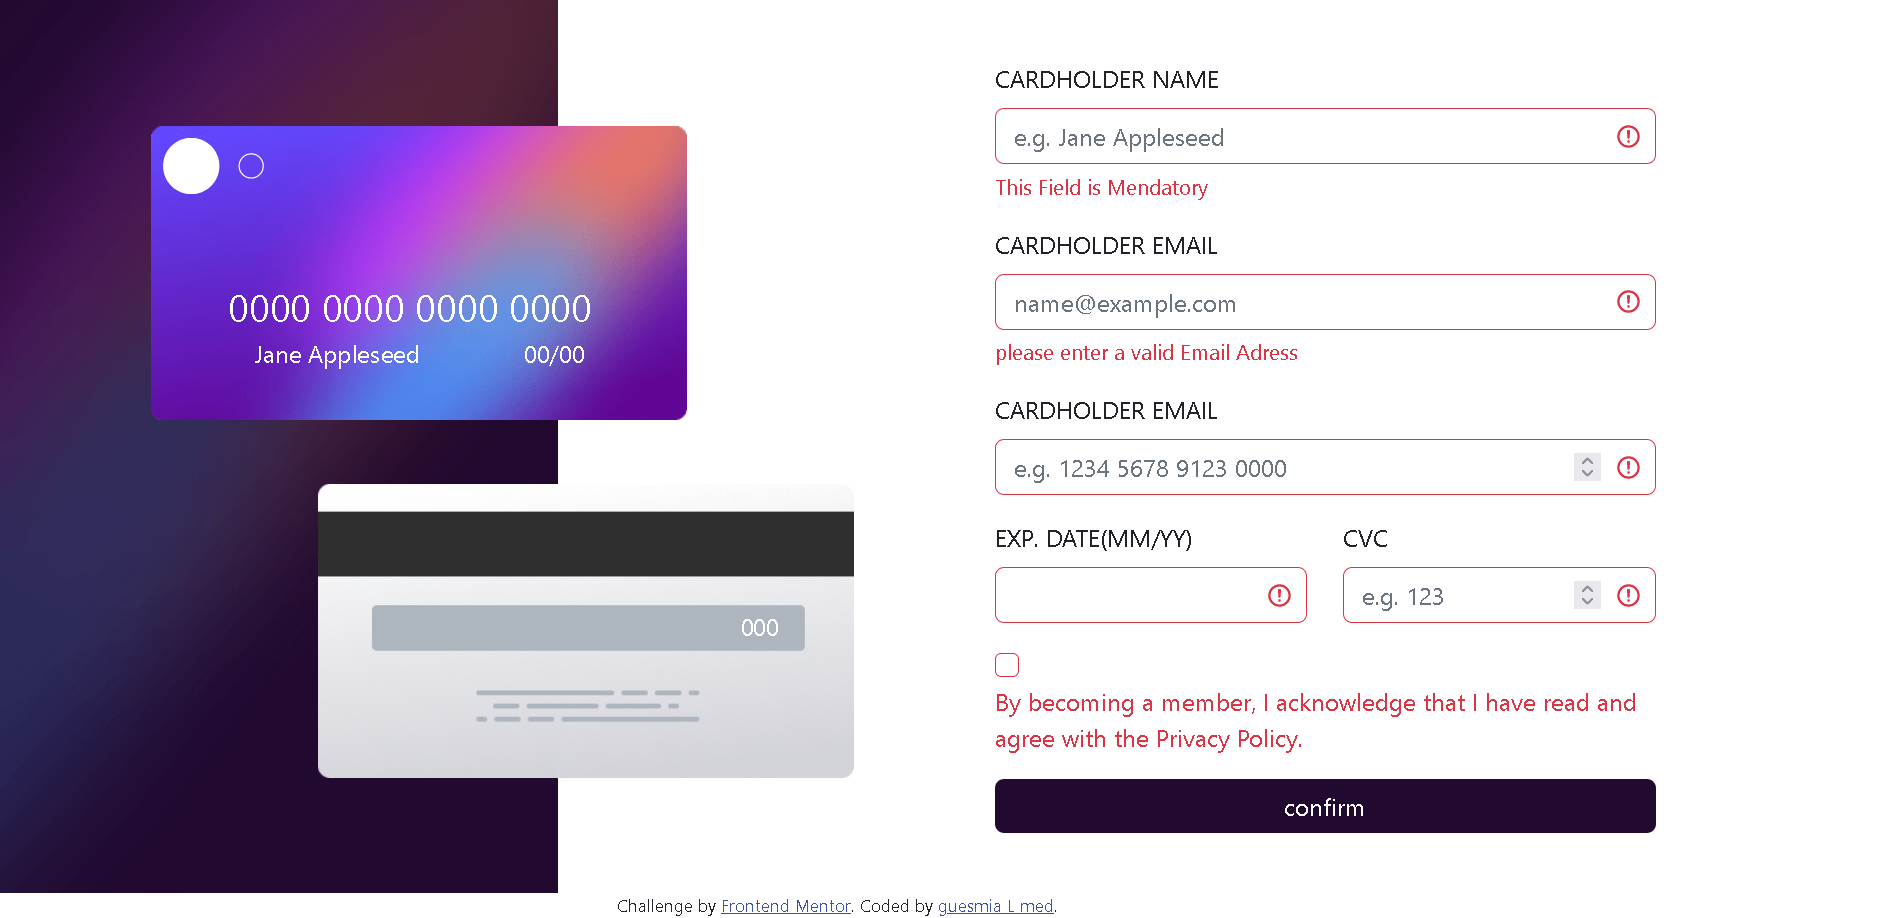 0000 0000 0000 0000
Jane Appleseed 00/00
000
CARDHOLDER NAME
e.g. Jane Appleseed
This Field is Mendatory
CARDHOLDER EMAIL
name@example.com
please enter a valid Email Adress
CARDHOLDER EMAIL
e.g. 1234 5678 9123 0000
EXP. DATE(MM/YY) CVC
e.g. 123
By becoming a member, I acknowledge that I have read and
agree with the Privacy Policy.
confirm
Challenge by Frontend Mentor. Coded by guesmia L med.